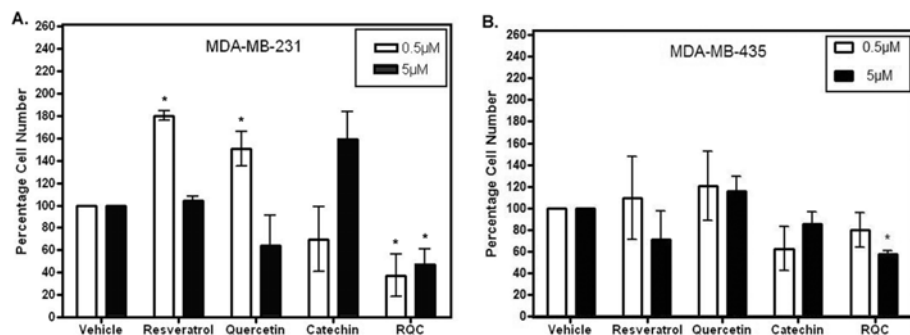 A.
MDA-MB-231
0.5µM
5µM
Percentage Cell Number
260
240
220
200
180
160
140
120
100
80
60
40
20
0
*
*
*
*
Vehicle Resveratrol Quercetin Catechin RQC
B.
MDA-MB-435
0.5µM
5µM
Percentage Cell Number
260
240
220
200
180
160
140
120
100
80
60
40
20
0
*
Vehicle Resveratrol Quercetin Catechin RQC